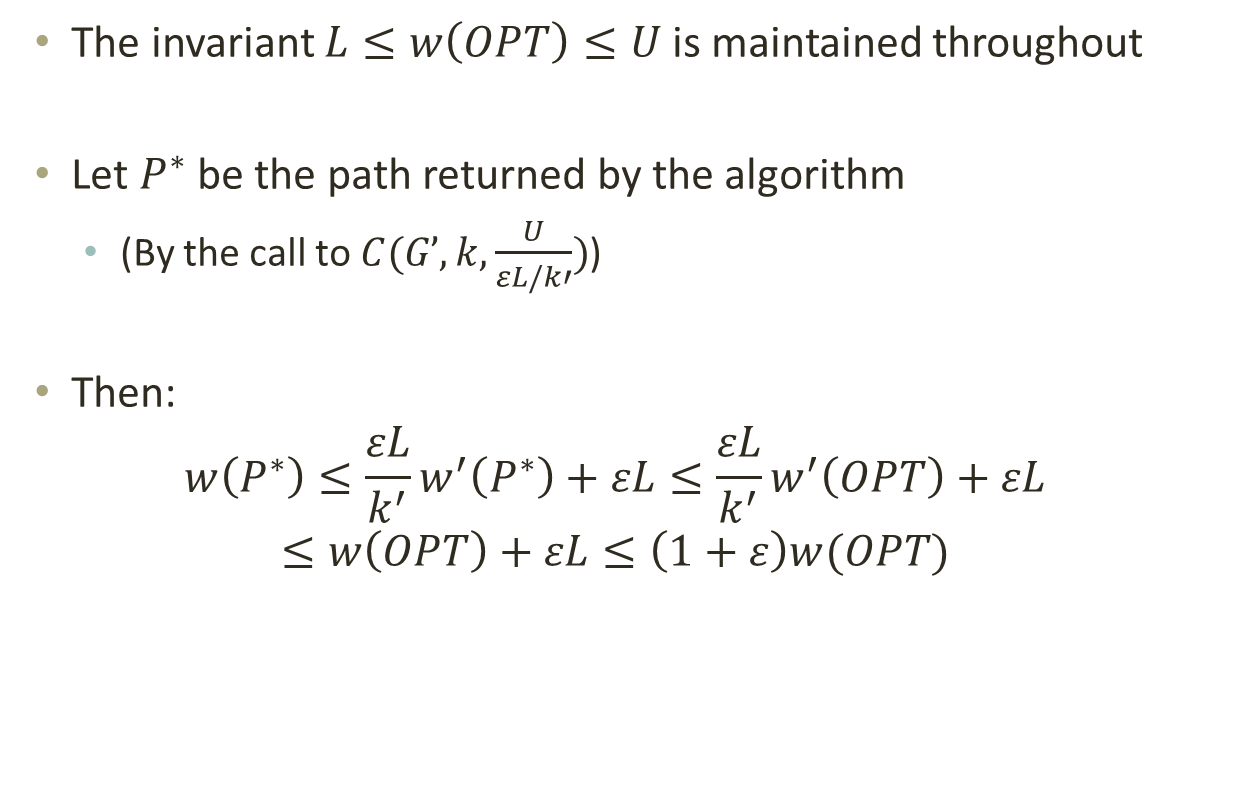 • The invariant L ≤ w(OPT) ≤ U is maintained throughout
• Let P* be the path returned by the algorithm
• (By the call to C(G’, k, U/(εL/k′)))
• Then:
w(P*) ≤ εL/k′ w′(P*) + εL ≤ εL/k′ w′(OPT) + εL
≤ w(OPT) + εL ≤ (1 + ε)w(OPT)